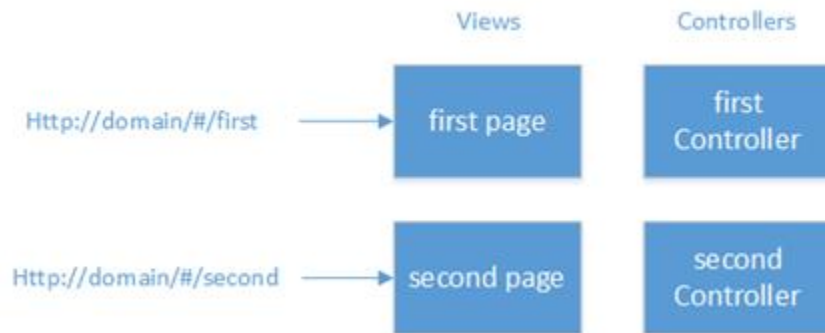 Views Controllers
Http://domain/#/first first page first
Controller
Http://domain/#/second second page second
Controller